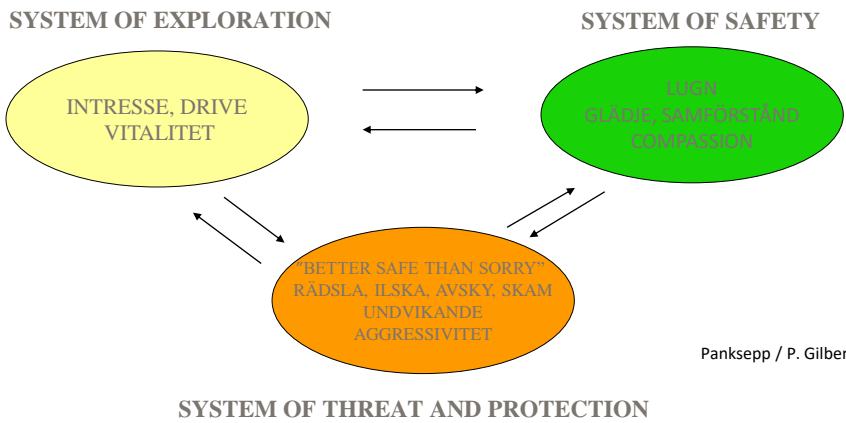 SYSTEM OF EXPLORATION
SYSTEM OF SAFETY
INTRESSE, DRIVE
VITALITET
LUGN
GLÄDJE, SAMFÖRSTÅND
COMPASSION
"BETTER SAFE THAN SORRY”
RÄDSLA, ILSKA, AVSKY, SKAM
UNDVIKANDE
AGGRESSIVITET
Panksepp / P. Gilber
SYSTEM OF THREAT AND PROTECTION